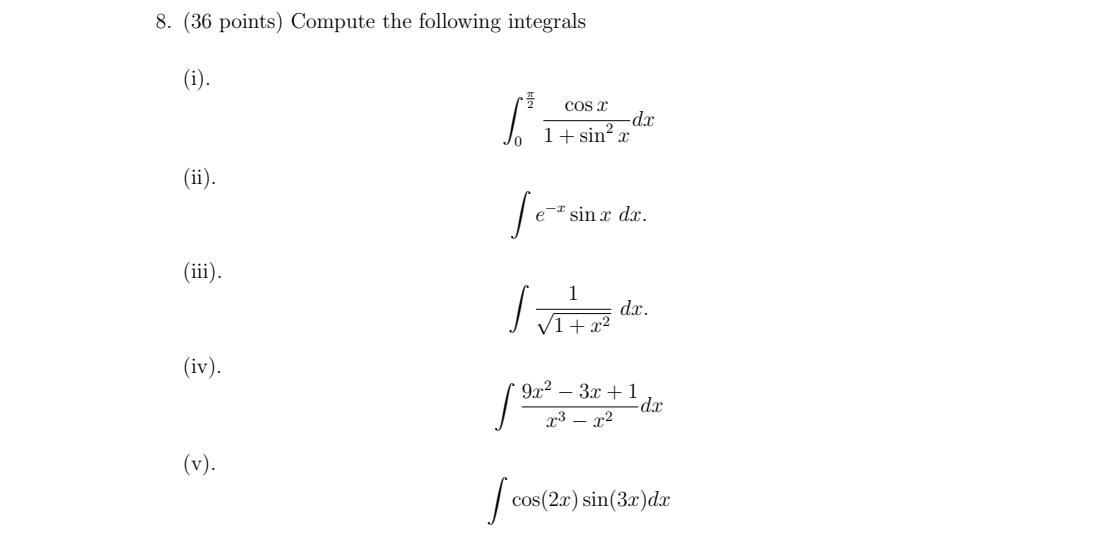 8. (36 points) Compute the following integrals
(i).
∫_0^{π/2} cos x / (1 + sin² x) dx
(ii).
∫ e^{−x} sin x dx.
(iii).
∫ 1 / √(1 + x²) dx.
(iv).
∫ (9x² − 3x + 1) / (x³ − x²) dx
(v).
∫ cos(2x) sin(3x)dx